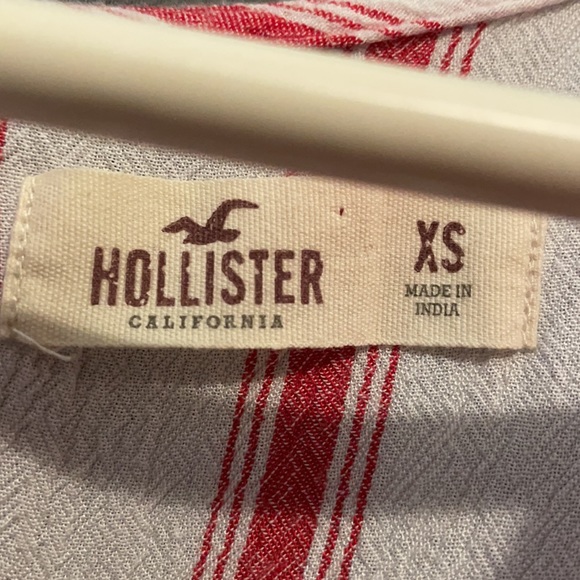 HOLLISTER
CALIFORNIA
XS
MADE IN
INDIA